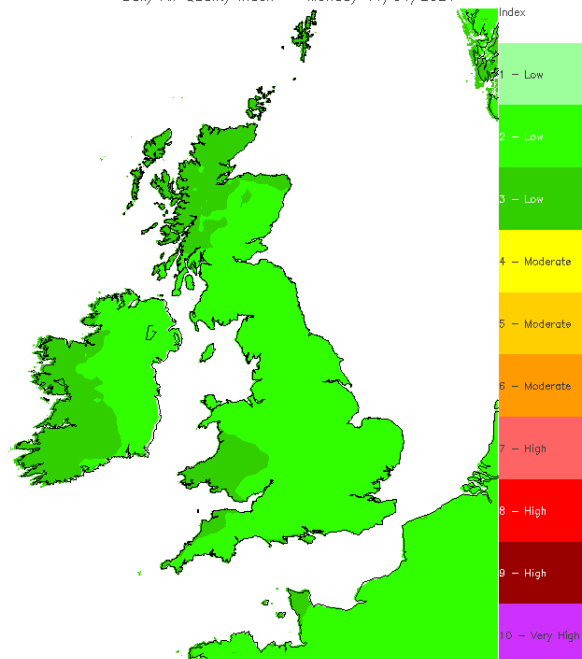 Index
1 – Low
2 – Low
3 – Low
4 – Moderate
5 – Moderate
6 – Moderate
7 – High
8 – High
9 – High
10 – Very High